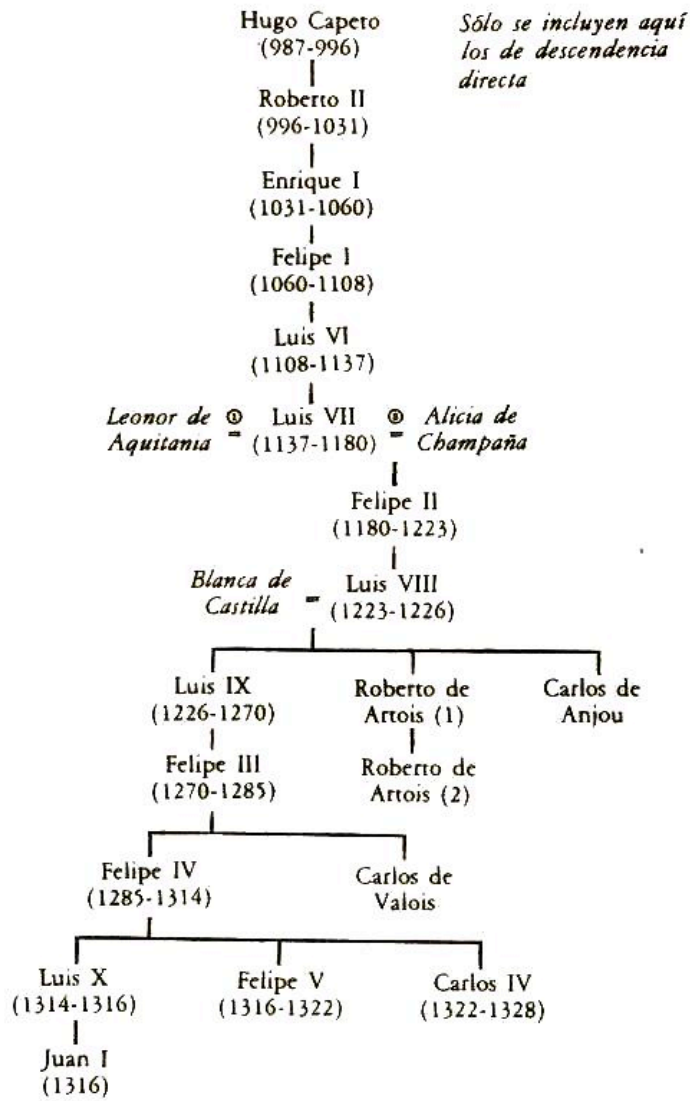 Hugo Capeto
(987-996)
Sólo se incluyen aquí
los de descendencia
directa
Roberto II
(996-1031)
Enrique I
(1031-1060)
Felipe I
(1060-1108)
Luis VI
(1108-1137)
Leonor de
Aquitania
① =
Luis VII
(1137-1180)
② =
Alicia de
Champaña
Felipe II
(1180-1223)
Blanca de
Castilla
=
Luis VIII
(1223-1226)
Luis IX
(1226-1270)
Roberto de
Artois (1)
Carlos de
Anjou
Felipe III
(1270-1285)
Roberto de
Artois (2)
Felipe IV
(1285-1314)
Carlos de
Valois
Luis X
(1314-1316)
Felipe V
(1316-1322)
Carlos IV
(1322-1328)
Juan I
(1316)